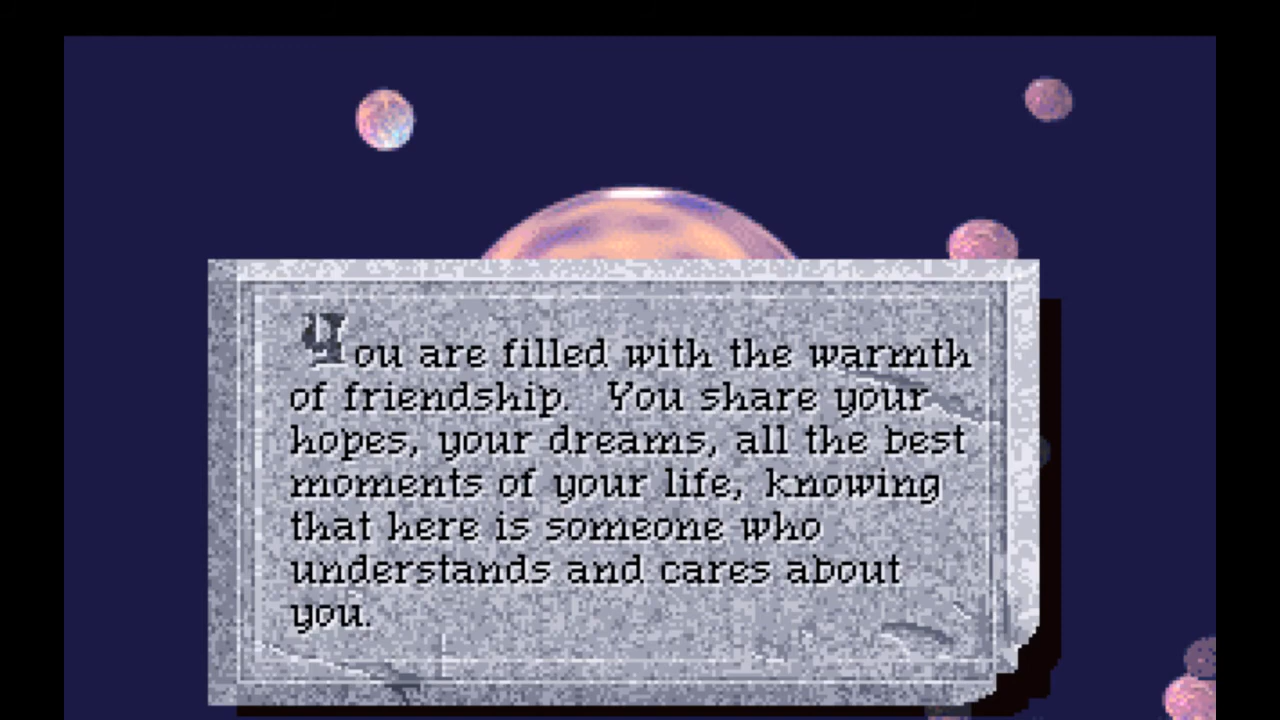 You are filled with the warmth
of friendship.  You share your
hopes, your dreams, all the best
moments of your life, knowing
that here is someone who
understands and cares about
you.